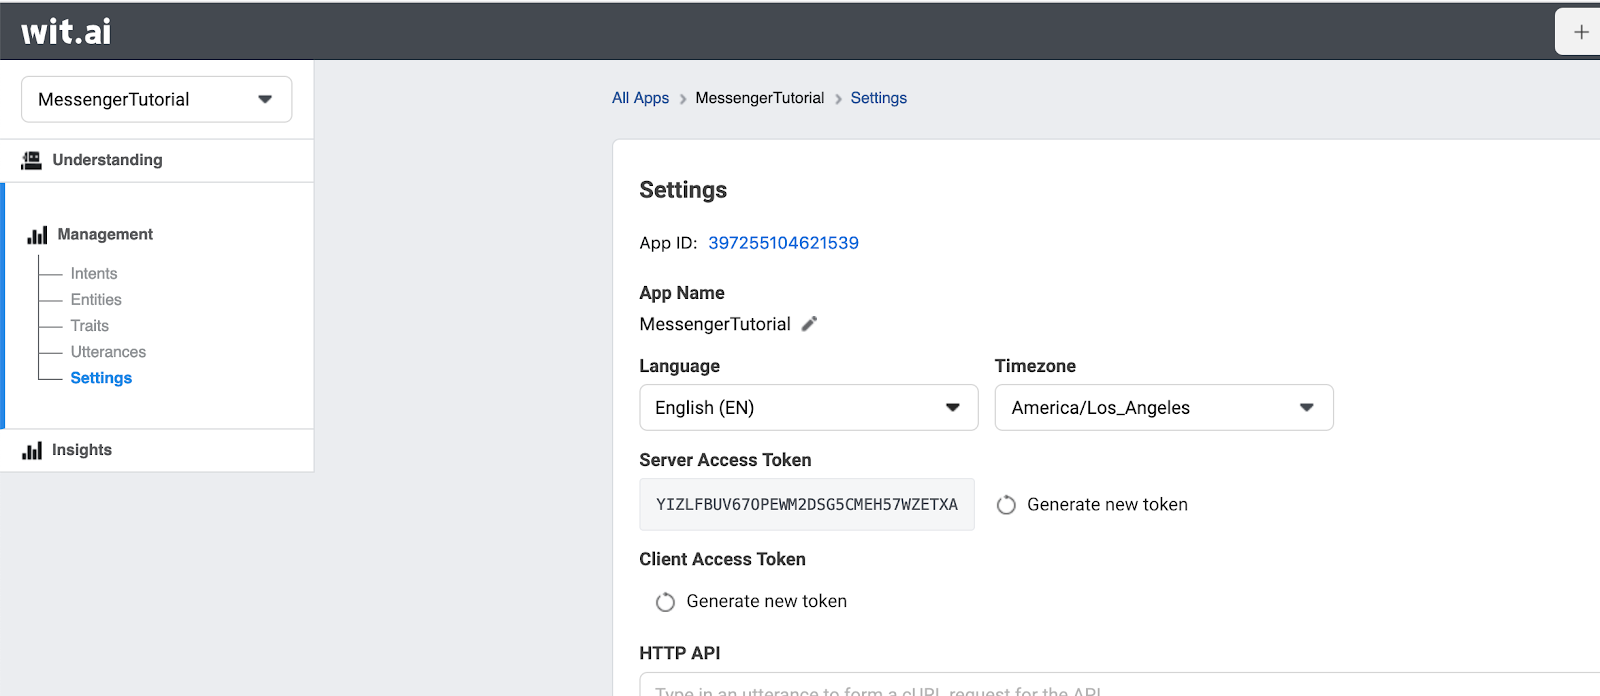 wit.ai
MessengerTutorial
Understanding
Management
Intents
Entities
Traits
Utterances
Settings
Insights
All Apps > MessengerTutorial > Settings
Settings
App ID: 397255104621539
App Name
MessengerTutorial
Language Timezone
English (EN) America/Los_Angeles
Server Access Token
YIZLFBUV67OPEWM2DSG5CMEH57WZETXA Generate new token
Client Access Token
Generate new token
HTTP API
Type in an utterance to form a cURL request for the API